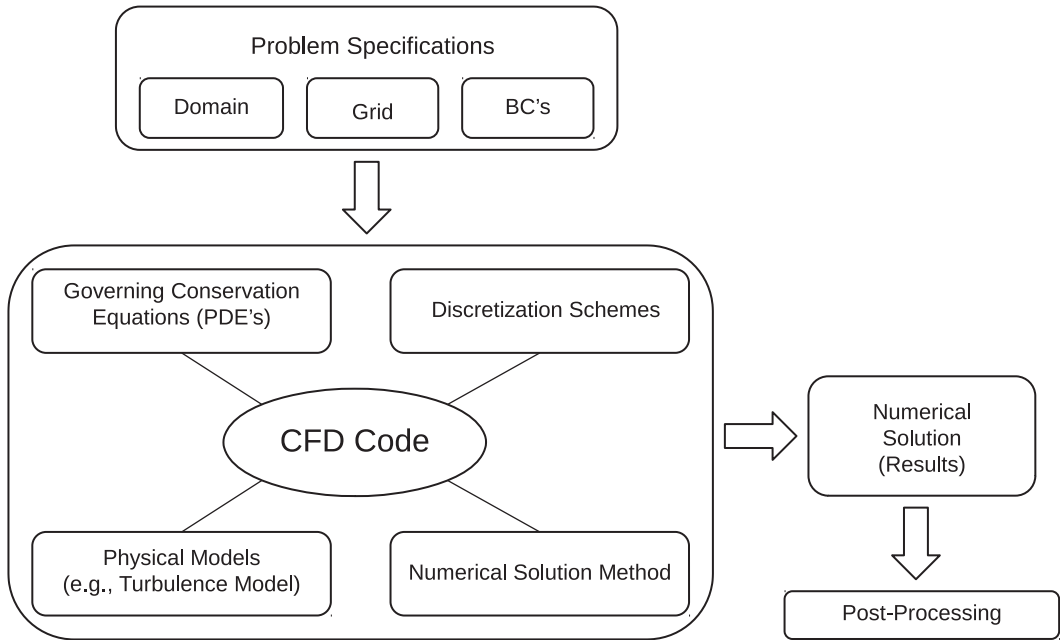 Problem Specifications
Domain
Grid
BC's
Governing Conservation
Equations (PDE's)
Discretization Schemes
CFD Code
Physical Models
(e.g., Turbulence Model)
Numerical Solution Method
Numerical
Solution
(Results)
Post-Processing